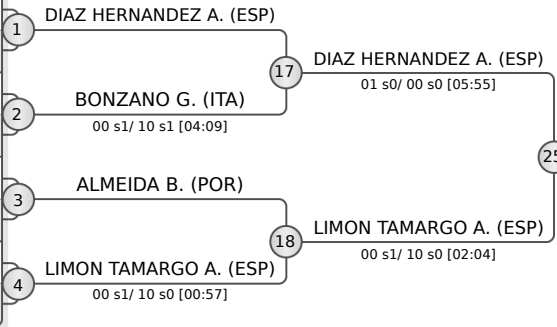 DIAZ HERNANDEZ A. (ESP)
1
DIAZ HERNANDEZ A. (ESP)
17
01 s0/ 00 s0 [05:55]
BONZANO G. (ITA)
2
00 s1/ 10 s1 [04:09]
25
ALMEIDA B. (POR)
3
LIMON TAMARGO A. (ESP)
18
00 s1/ 10 s0 [02:04]
LIMON TAMARGO A. (ESP)
4
00 s1/ 10 s0 [00:57]